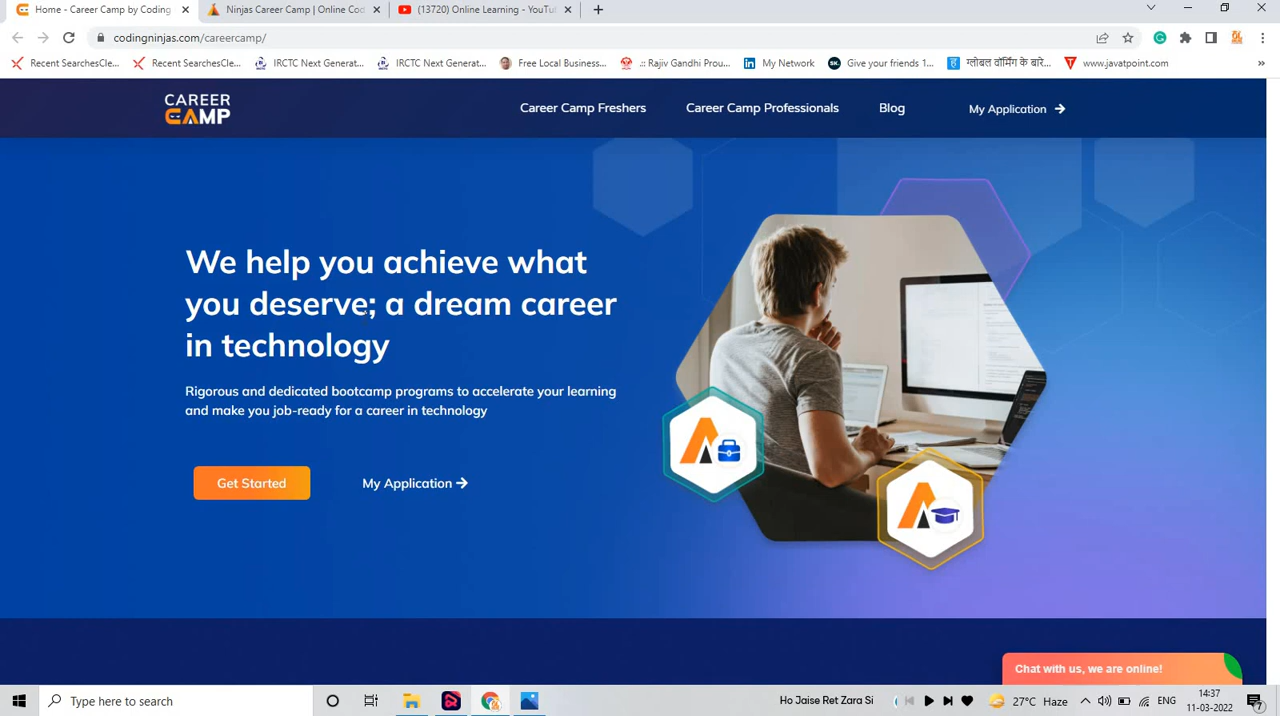 Home - Career Camp by Coding
Ninjas Career Camp | Online Cod
(13720) Online Learning - YouTu
codingninjas.com/careercamp/
Recent SearchesCle...
Recent SearchesCle...
IRCTC Next Generat...
IRCTC Next Generat...
Free Local Business...
.:: Rajiv Gandhi Prou...
My Network
SK.
Give your friends 1...
ह
ग्लोबल वॉर्मिंग के बारे...
www.javatpoint.com
CAREER
CAMP
Career Camp Freshers
Career Camp Professionals
Blog
My Application
We help you achieve what
you deserve; a dream career
in technology
Rigorous and dedicated bootcamp programs to accelerate your learning
and make you job-ready for a career in technology
Get Started
My Application
Chat with us, we are online!
Type here to search
Ho Jaise Ret Zara Si
27°C Haze
ENG
14:37
11-03-2022
7